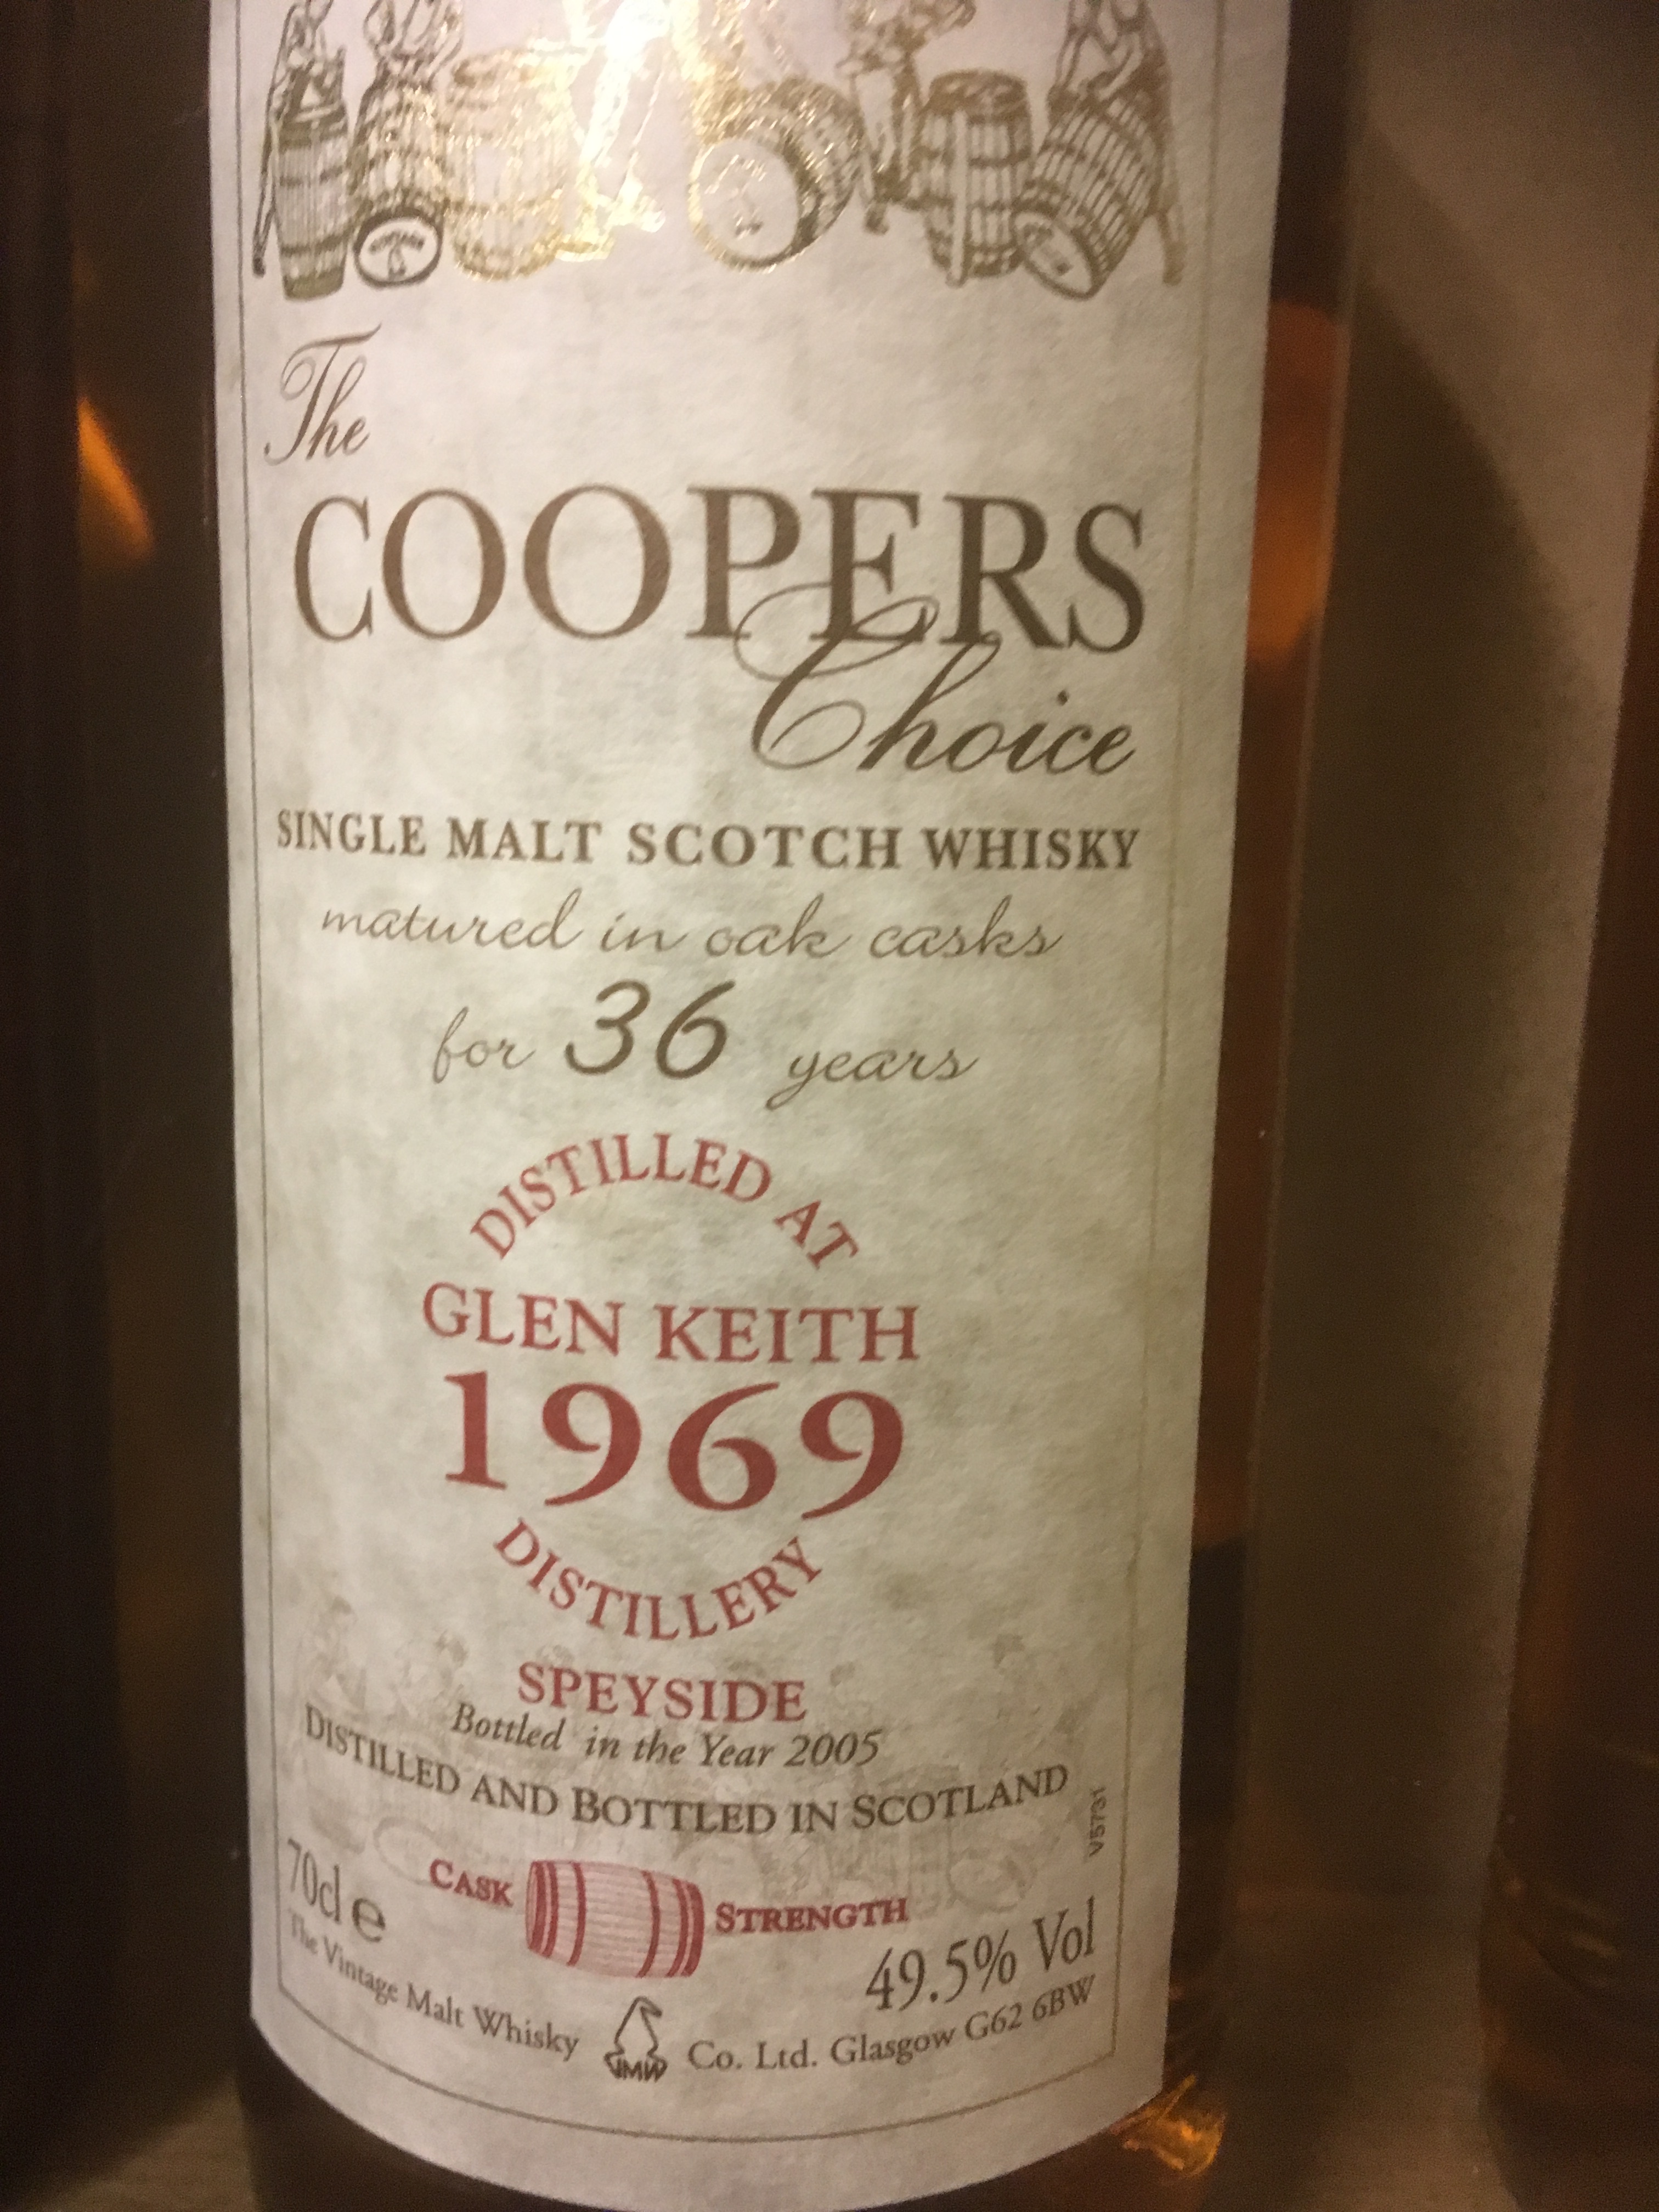 The
COOPERS
Choice
SINGLE MALT SCOTCH WHISKY
matured in oak casks
for 36 years
DISTILLED AT
GLEN KEITH
1969
DISTILLERY
SPEYSIDE
Bottled in the Year 2005
DISTILLED AND BOTTLED IN SCOTLAND
V5731
70cl e
CASK STRENGTH
49.5% Vol
The Vintage Malt Whisky VMW Co. Ltd. Glasgow G62 6BW